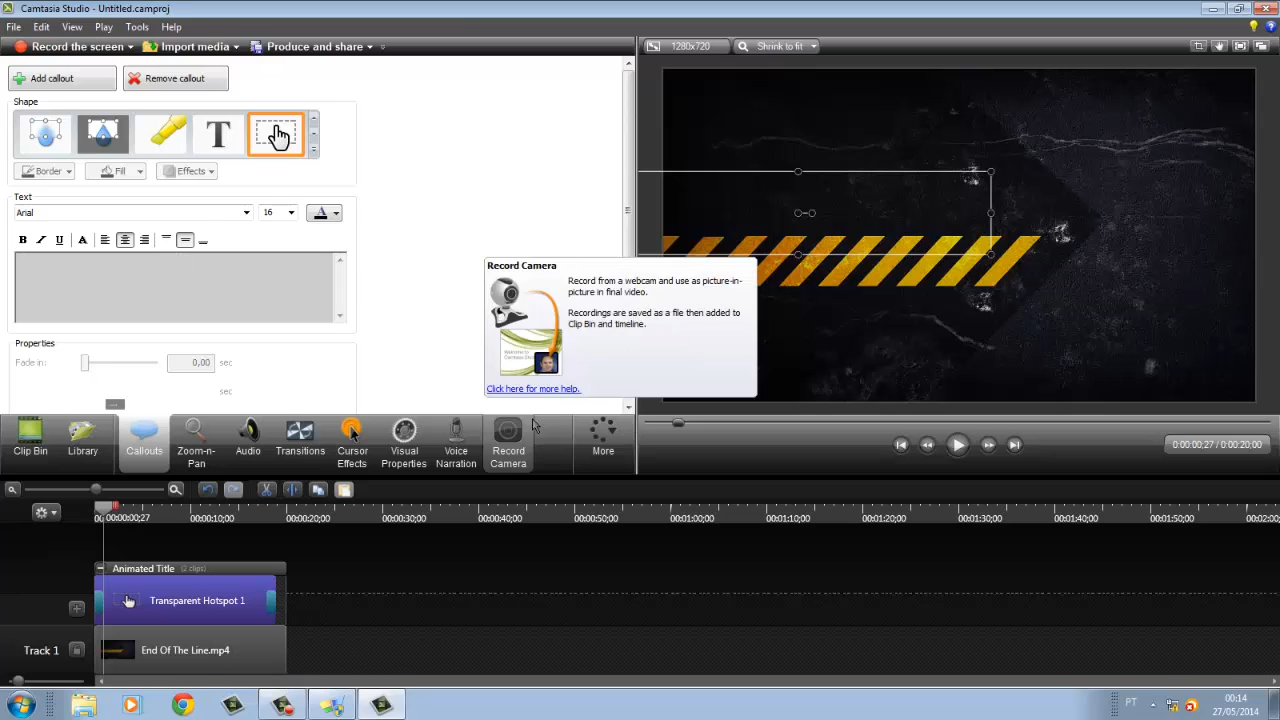 Camtasia Studio - Untitled.camproj
File Edit View Play Tools Help
Record the screen Import media Produce and share
1280x720 Shrink to fit
Add callout Remove callout
Shape
T
Border Fill Effects
Text
Arial 16 A
B I U A
Record Camera
Record from a webcam and use as picture-in-
picture in final video.
Recordings are saved as a file then added to
Clip Bin and timeline.
Click here for more help.
Properties
Fade in: 0,00 sec
sec
Clip Bin Library Callouts Zoom-n-Pan Audio Transitions Cursor Effects Visual Properties Voice Narration Record Camera More
0:00:00;27 / 0:00:20;00
00:00:00;27 00:00:10;00 00:00:20;00 00:00:30;00 00:00:40;00 00:00:50;00 00:01:00;00 00:01:10;00 00:01:20;00 00:01:30;00 00:01:40;00 00:01:50;00 00:02:00
Animated Title (2 clips)
Transparent Hotspot 1
Track 1 End Of The Line.mp4
PT 00:14
27/05/2014